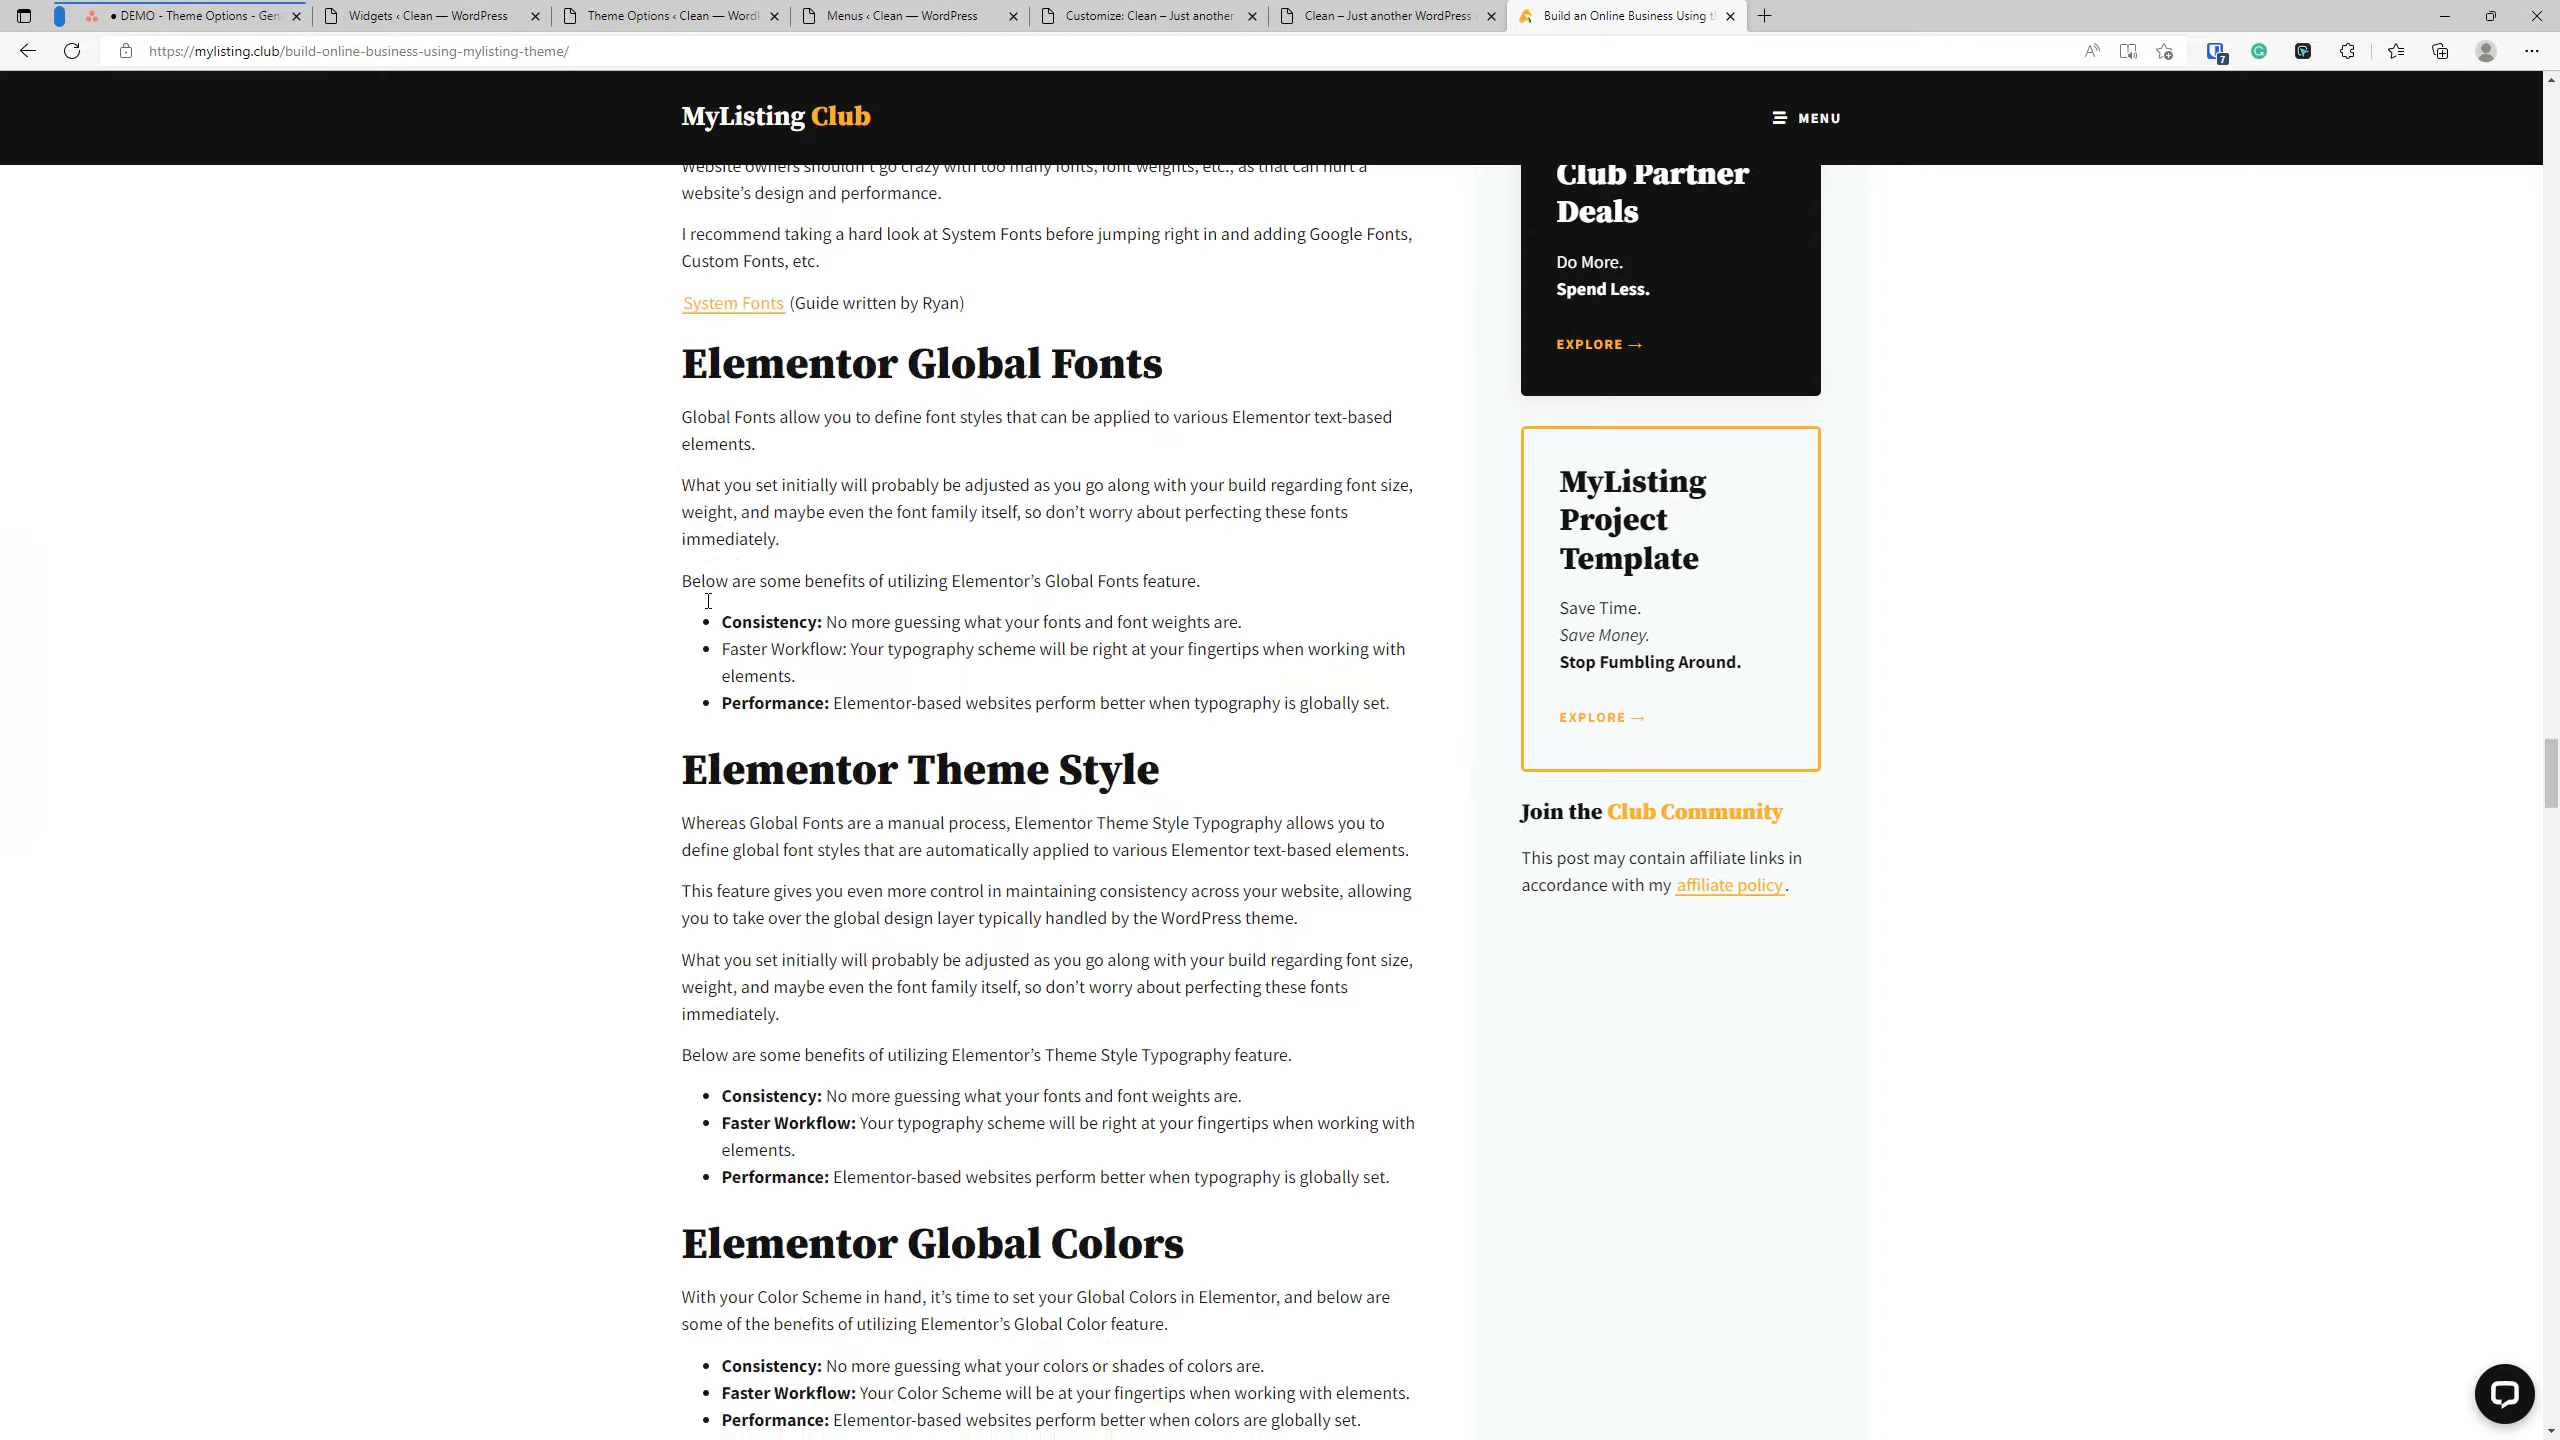 DEMO - Theme Options - Gen
Widgets ‹ Clean — WordPress
Theme Options ‹ Clean — Word
Menus ‹ Clean — WordPress
Customize: Clean – Just another
Clean – Just another WordPress
Build an Online Business Using t
https://mylisting.club/build-online-business-using-mylisting-theme/
7
MyListing Club
MENU
Website owners shouldn't go crazy with too many fonts, font weights, etc., as that can hurt a
website's design and performance.
I recommend taking a hard look at System Fonts before jumping right in and adding Google Fonts,
Custom Fonts, etc.
System Fonts (Guide written by Ryan)
Elementor Global Fonts
Global Fonts allow you to define font styles that can be applied to various Elementor text-based
elements.
What you set initially will probably be adjusted as you go along with your build regarding font size,
weight, and maybe even the font family itself, so don't worry about perfecting these fonts
immediately.
Below are some benefits of utilizing Elementor's Global Fonts feature.
• Consistency: No more guessing what your fonts and font weights are.
• Faster Workflow: Your typography scheme will be right at your fingertips when working with
elements.
• Performance: Elementor-based websites perform better when typography is globally set.
Elementor Theme Style
Whereas Global Fonts are a manual process, Elementor Theme Style Typography allows you to
define global font styles that are automatically applied to various Elementor text-based elements.
This feature gives you even more control in maintaining consistency across your website, allowing
you to take over the global design layer typically handled by the WordPress theme.
What you set initially will probably be adjusted as you go along with your build regarding font size,
weight, and maybe even the font family itself, so don't worry about perfecting these fonts
immediately.
Below are some benefits of utilizing Elementor's Theme Style Typography feature.
• Consistency: No more guessing what your fonts and font weights are.
• Faster Workflow: Your typography scheme will be right at your fingertips when working with
elements.
• Performance: Elementor-based websites perform better when typography is globally set.
Elementor Global Colors
With your Color Scheme in hand, it's time to set your Global Colors in Elementor, and below are
some of the benefits of utilizing Elementor's Global Color feature.
• Consistency: No more guessing what your colors or shades of colors are.
• Faster Workflow: Your Color Scheme will be at your fingertips when working with elements.
• Performance: Elementor-based websites perform better when colors are globally set.
Club Partner
Deals
Do More.
Spend Less.
EXPLORE →
MyListing
Project
Template
Save Time.
Save Money.
Stop Fumbling Around.
EXPLORE →
Join the Club Community
This post may contain affiliate links in
accordance with my affiliate policy.